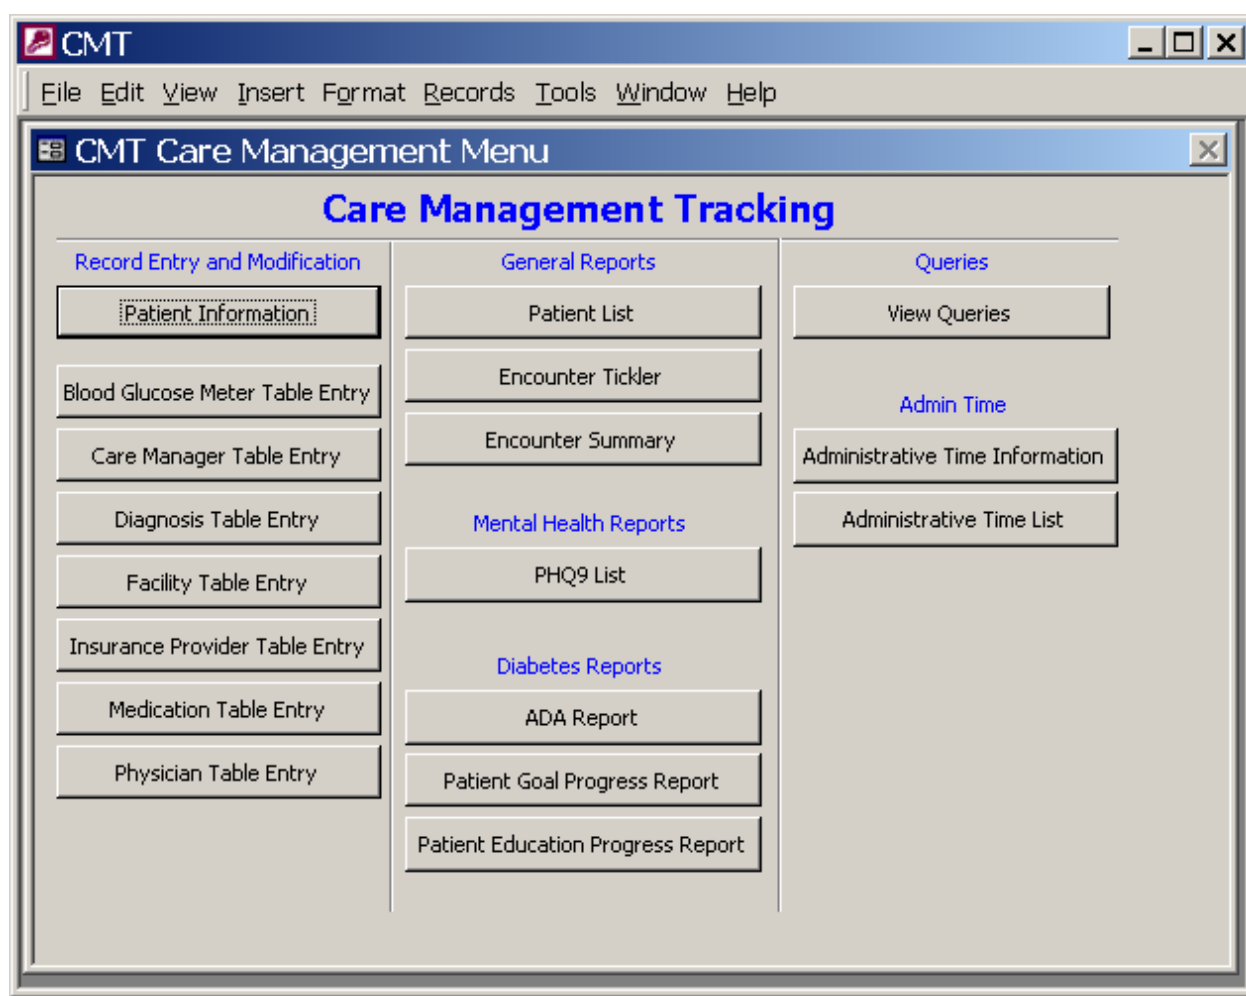 CMT
File Edit View Insert Format Records Tools Window Help
CMT Care Management Menu
Care Management Tracking
Record Entry and Modification
Patient Information
Blood Glucose Meter Table Entry
Care Manager Table Entry
Diagnosis Table Entry
Facility Table Entry
Insurance Provider Table Entry
Medication Table Entry
Physician Table Entry
General Reports
Patient List
Encounter Tickler
Encounter Summary
Mental Health Reports
PHQ9 List
Diabetes Reports
ADA Report
Patient Goal Progress Report
Patient Education Progress Report
Queries
View Queries
Admin Time
Administrative Time Information
Administrative Time List